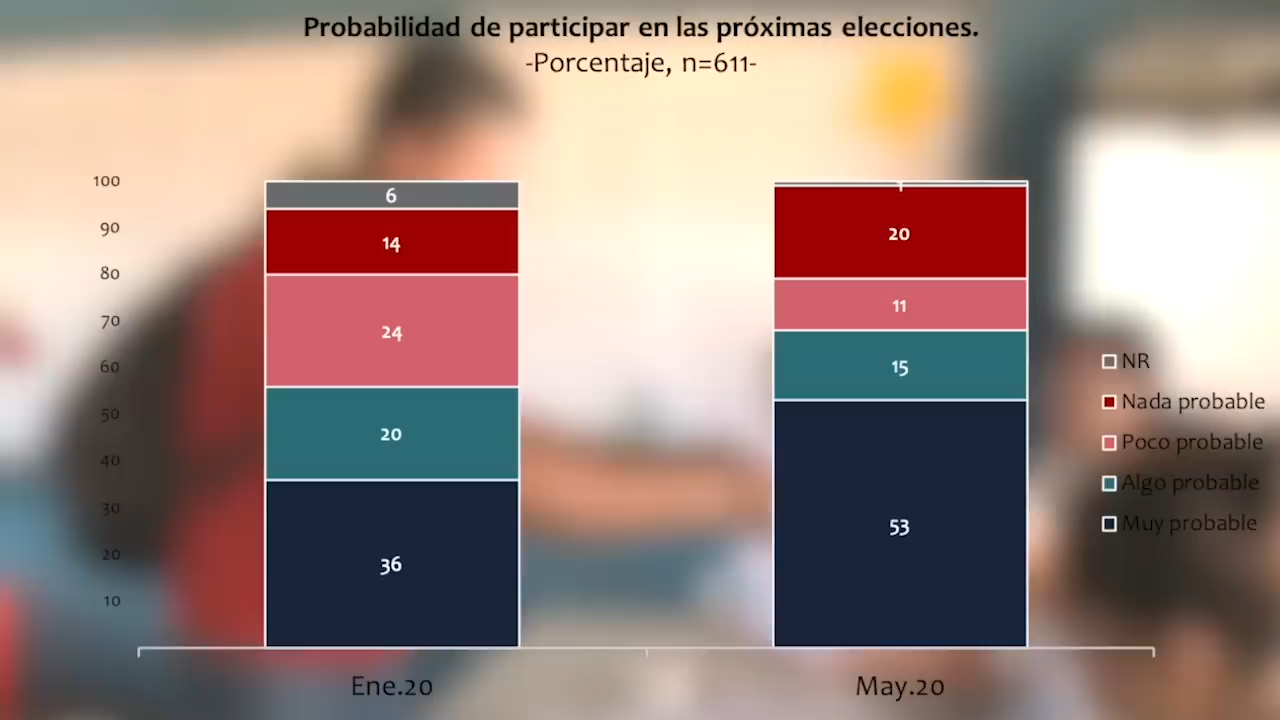 Probabilidad de participar en las próximas elecciones.
-Porcentaje, n=611-
100
90
80
70
60
50
40
30
20
10
6
14
24
20
36
20
11
15
53
NR
Nada probable
Poco probable
Algo probable
Muy probable
Ene.20
May.20